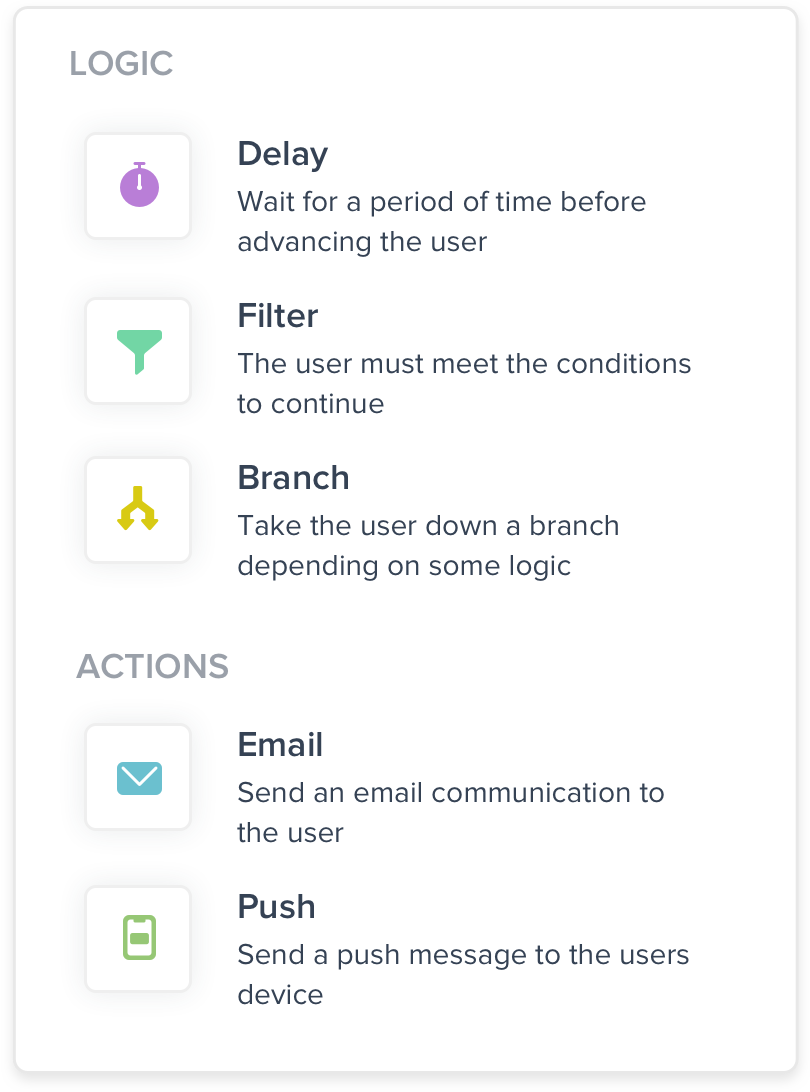 LOGIC
Delay
Wait for a period of time before
advancing the user
Filter
The user must meet the conditions
to continue
Branch
Take the user down a branch
depending on some logic
ACTIONS
Email
Send an email communication to
the user
Push
Send a push message to the users
device